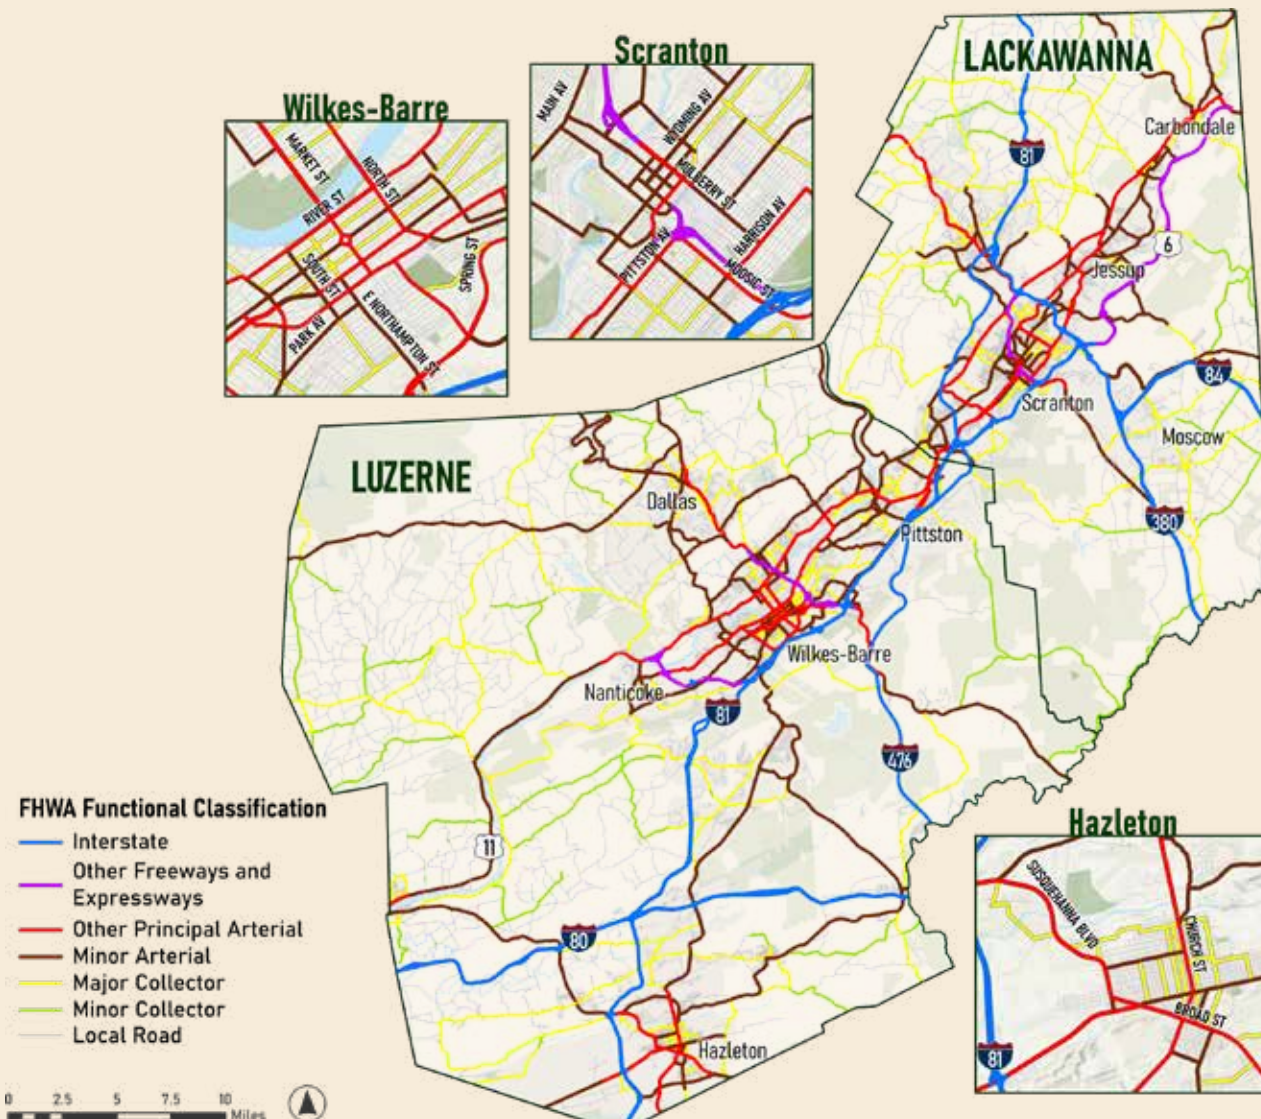 Scranton
LACKAWANNA
Wilkes-Barre
MAIN AV
WYOMING AV
MULBERRY ST
HARRISON AV
PITTSTON AV
MOOSIC ST
MARKET ST
NORTH ST
RIVER ST
SOUTH ST
SPRING ST
PARK AV
E NORTHAMPTON ST
Carbondale
81
6
Jessup
84
Scranton
Moscow
LUZERNE
Dallas
380
Pittston
Wilkes-Barre
Nanticoke
81
476
11
80
Hazleton
Hazleton
SUSQUEHANNA BLVD
CHURCH ST
BROAD ST
81
FHWA Functional Classification
Interstate
Other Freeways and
Expressways
Other Principal Arterial
Minor Arterial
Major Collector
Minor Collector
Local Road
0 2.5 5 7.5 10
Miles